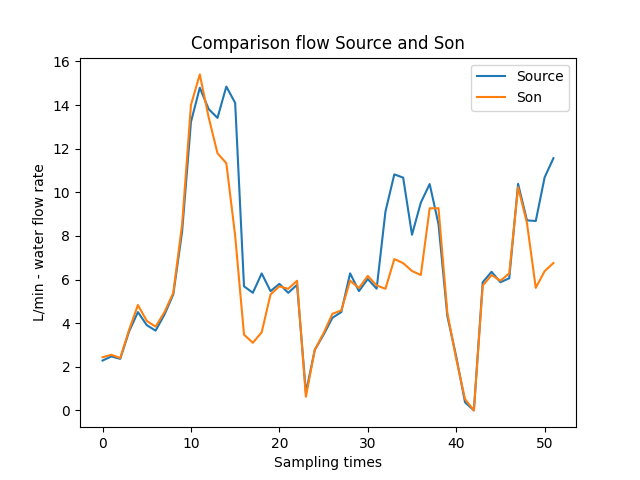 Comparison flow Source and Son
L/min - water flow rate
16
14
12
10
8
6
4
2
0
Source
Son
0 10 20 30 40 50
Sampling times